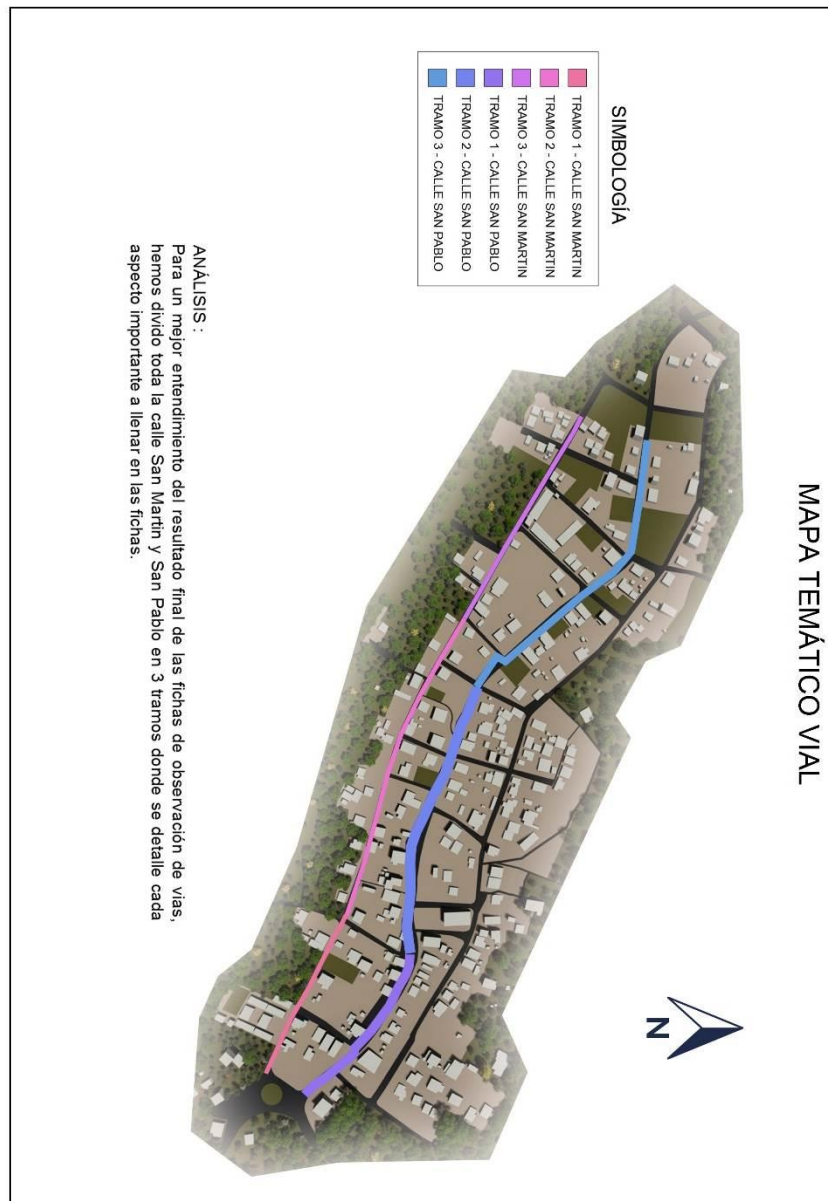 MAPA TEMÁTICO VIAL
SIMBOLOGÍA
TRAMO 1 - CALLE SAN MARTIN
TRAMO 2 - CALLE SAN MARTIN
TRAMO 3 - CALLE SAN MARTIN
TRAMO 1 - CALLE SAN PABLO
TRAMO 2 - CALLE SAN PABLO
TRAMO 3 - CALLE SAN PABLO
N
ANÁLISIS :
Para un mejor entendimiento del resultado final de las fichas de observación de vias,
hemos divido toda la calle San Martin y San Pablo en 3 tramos donde se detalle cada
aspecto importante a llenar en las fichas.